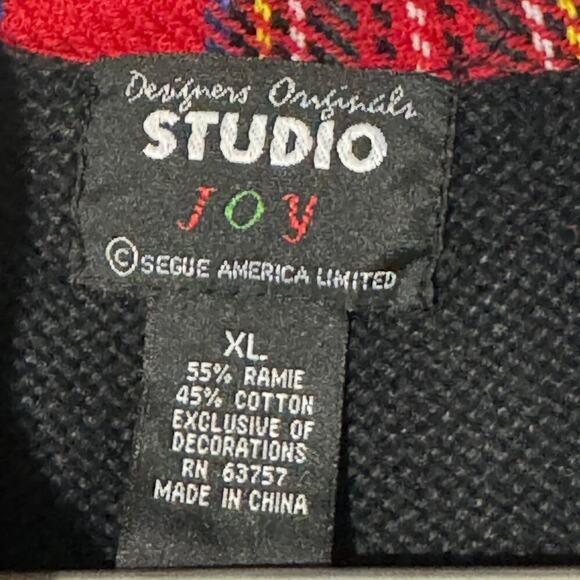 Designers Originals
STUDIO
JOY
© SEGUE AMERICA LIMITED
XL
55% RAMIE
45% COTTON
EXCLUSIVE OF
DECORATIONS
RN 63757
MADE IN CHINA